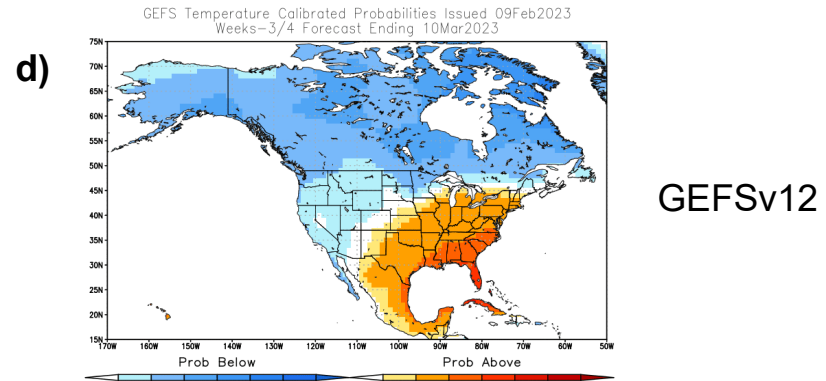 GEFS Temperature Calibrated Probabilities Issued 09Feb2023
Weeks-3/4 Forecast Ending 10Mar2023
d)
75N
70N
65N
60N
55N
50N
45N
40N
35N
30N
25N
20N
15N
GEFSv12
170W 160W 150W 140W 130W 120W 110W 100W 90W 80W 70W 60W 50W
Prob Below Prob Above